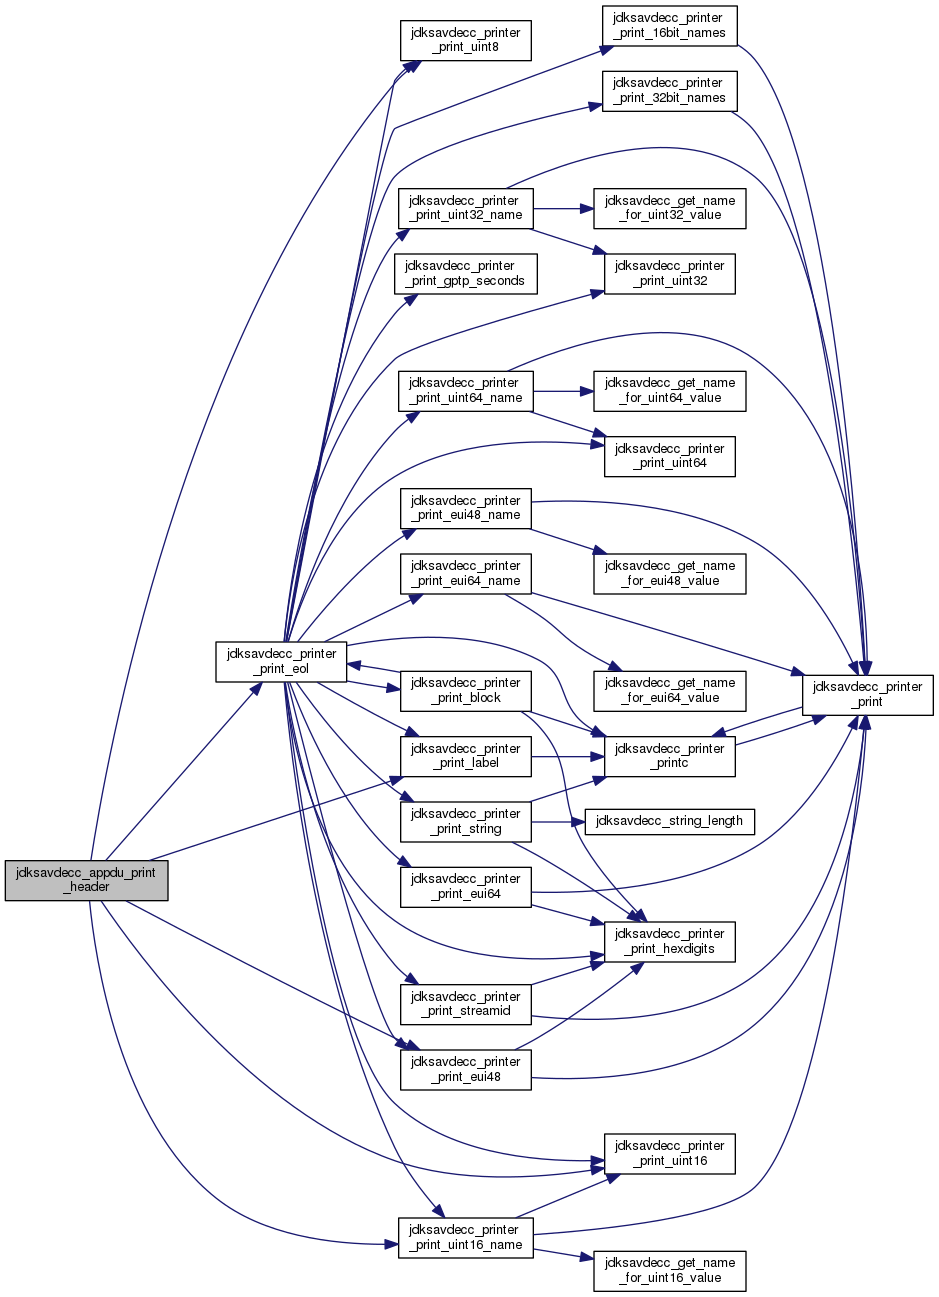 jdksavdecc_printer
_print_16bit_names
jdksavdecc_printer
_print_uint8
jdksavdecc_printer
_print_32bit_names
jdksavdecc_printer
_print_uint32_name
jdksavdecc_get_name
_for_uint32_value
jdksavdecc_printer
_print_gptp_seconds
jdksavdecc_printer
_print_uint32
jdksavdecc_printer
_print_uint64_name
jdksavdecc_get_name
_for_uint64_value
jdksavdecc_printer
_print_uint64
jdksavdecc_printer
_print_eui48_name
jdksavdecc_printer
_print_eui64_name
jdksavdecc_get_name
_for_eui48_value
jdksavdecc_printer
_print_eol
jdksavdecc_printer
_print_block
jdksavdecc_get_name
_for_eui64_value
jdksavdecc_printer
_print
jdksavdecc_printer
_print_label
jdksavdecc_printer
_printc
jdksavdecc_printer
_print_string
jdksavdecc_string_length
jdksavdecc_appdu_print
_header
jdksavdecc_printer
_print_eui64
jdksavdecc_printer
_print_hexdigits
jdksavdecc_printer
_print_streamid
jdksavdecc_printer
_print_eui48
jdksavdecc_printer
_print_uint16
jdksavdecc_printer
_print_uint16_name
jdksavdecc_get_name
_for_uint16_value